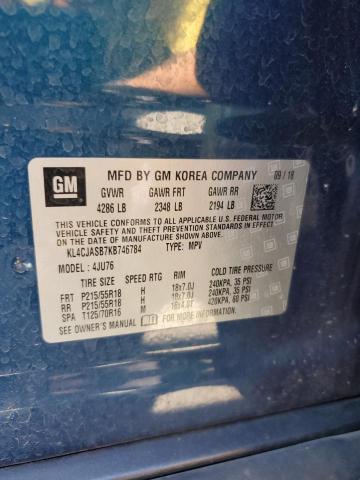 GM
MFD BY GM KOREA COMPANY 09/18
GVWR GAWR FRT GAWR RR
4286 LB 2348 LB 2194 LB
THIS VEHICLE CONFORMS TO ALL APPLICABLE U.S. FEDERAL MOTOR
VEHICLE SAFETY, BUMPER, AND THEFT PREVENTION STANDARDS IN
EFFECT ON THE DATE OF MANUFACTURE SHOWN ABOVE.
KL4CJASB7KB746784 TYPE: MPV
MODEL: 4JU76
TIRE SIZE SPEED RTG RIM COLD TIRE PRESSURE
FRT P215/55R18 H 18x7.0J 240KPA, 35 PSI
RR P215/55R18 H 18x7.0J 240KPA, 35 PSI
SPA T125/70R16 M 16x4.0T 420KPA, 60 PSI
SEE OWNER'S MANUAL FOR MORE INFORMATION.